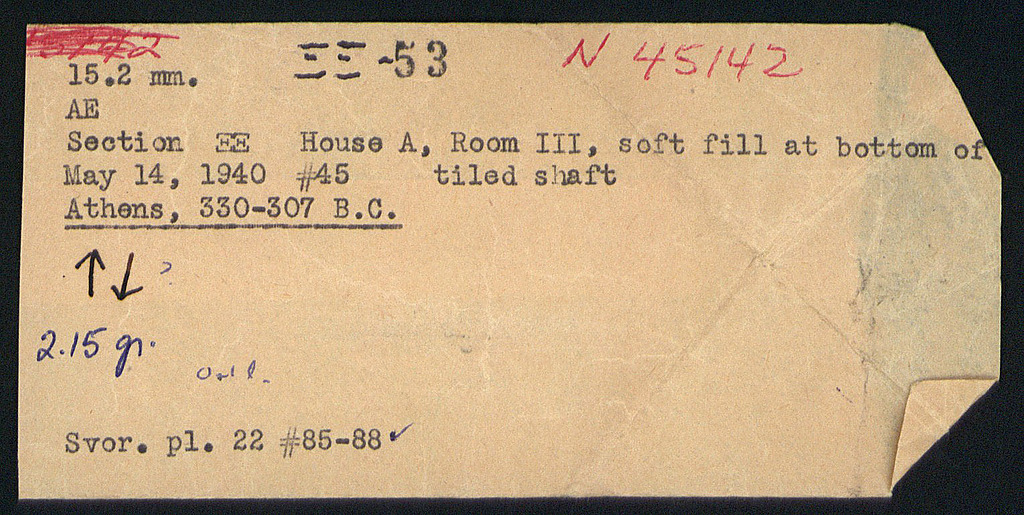 ΞΞ-53
N 45142
15.2 mm.
AE
Section ΞΞ House A, Room III, soft fill at bottom of
May 14, 1940 #45 tiled shaft
Athens, 330-307 B.C.
↑↓ ?
2.15 gr.
Svor. pl. 22 #85-88 ✓